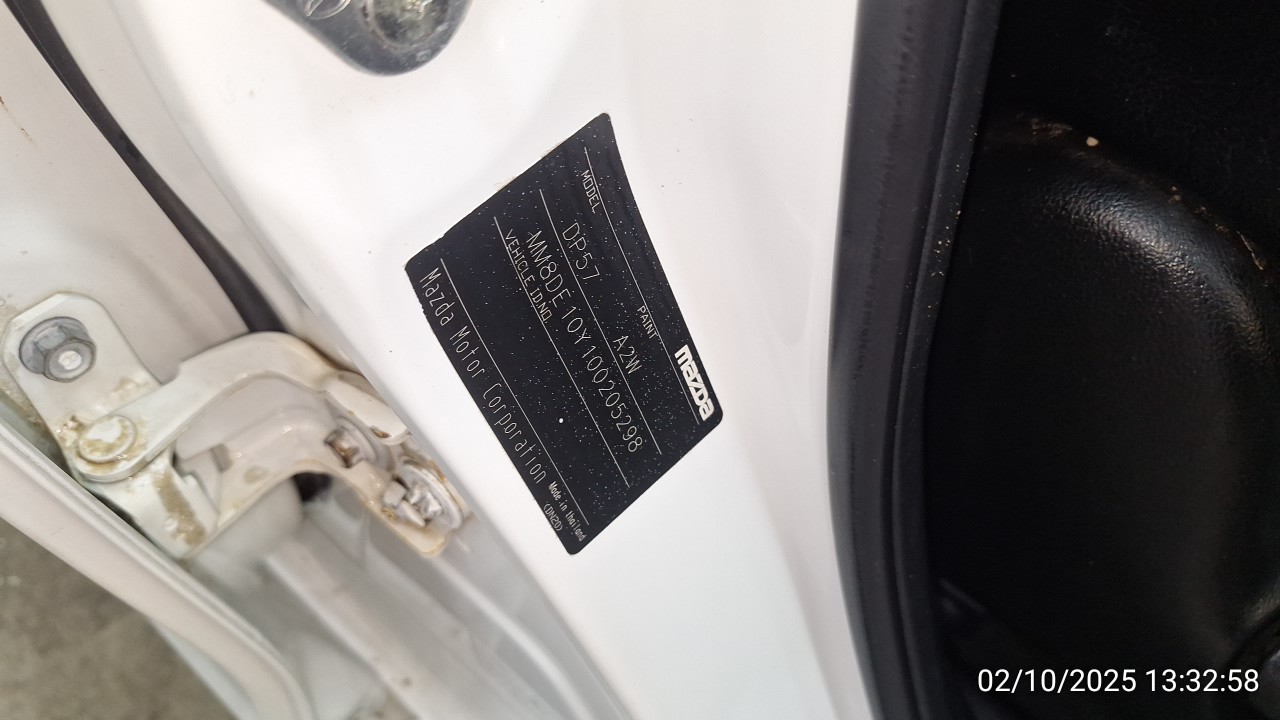 mazda
MODEL
PAINT
DP57
A2W
MM8DE10Y100205298
VEHICLE ID.NO.
Mazda Motor Corporation
Made in thailand
(DN2D)
02/10/2025 13:32:58